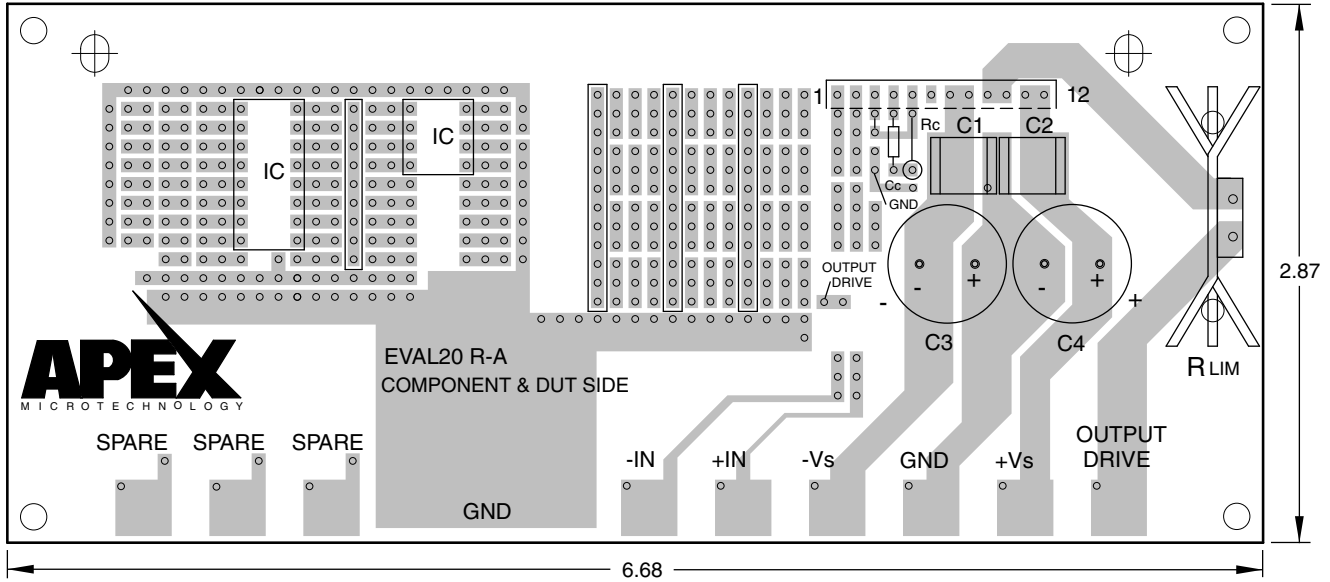 1
12
IC
IC
Rc
C1
C2
Cc
GND
OUTPUT
DRIVE
-
+
-
+
-
+
C3
C4
2.87
APEX
MICROTECHNOLOGY
EVAL20 R-A
COMPONENT & DUT SIDE
RLIM
SPARE
SPARE
SPARE
-IN
+IN
-Vs
GND
+Vs
OUTPUT
DRIVE
GND
6.68